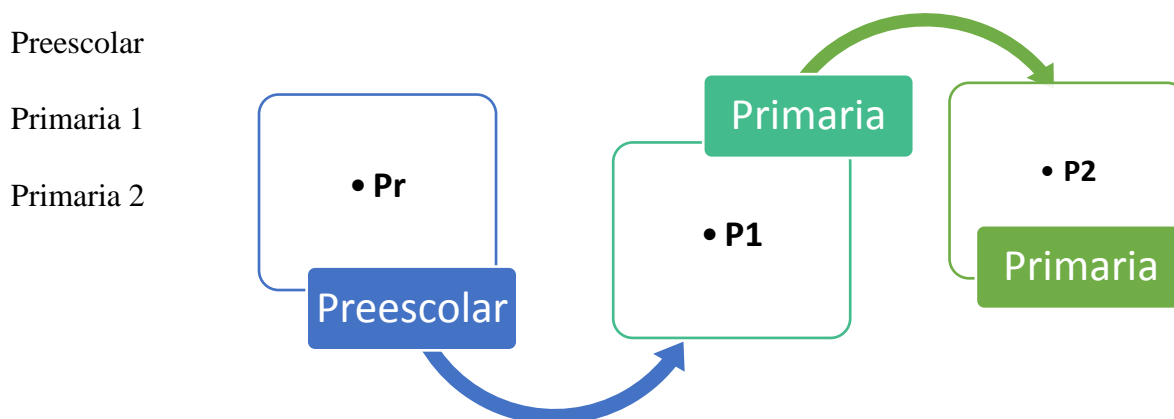 Preescolar
Primaria 1
Primaria 2
• Pr
Preescolar
Primaria
• P1
• P2
Primaria